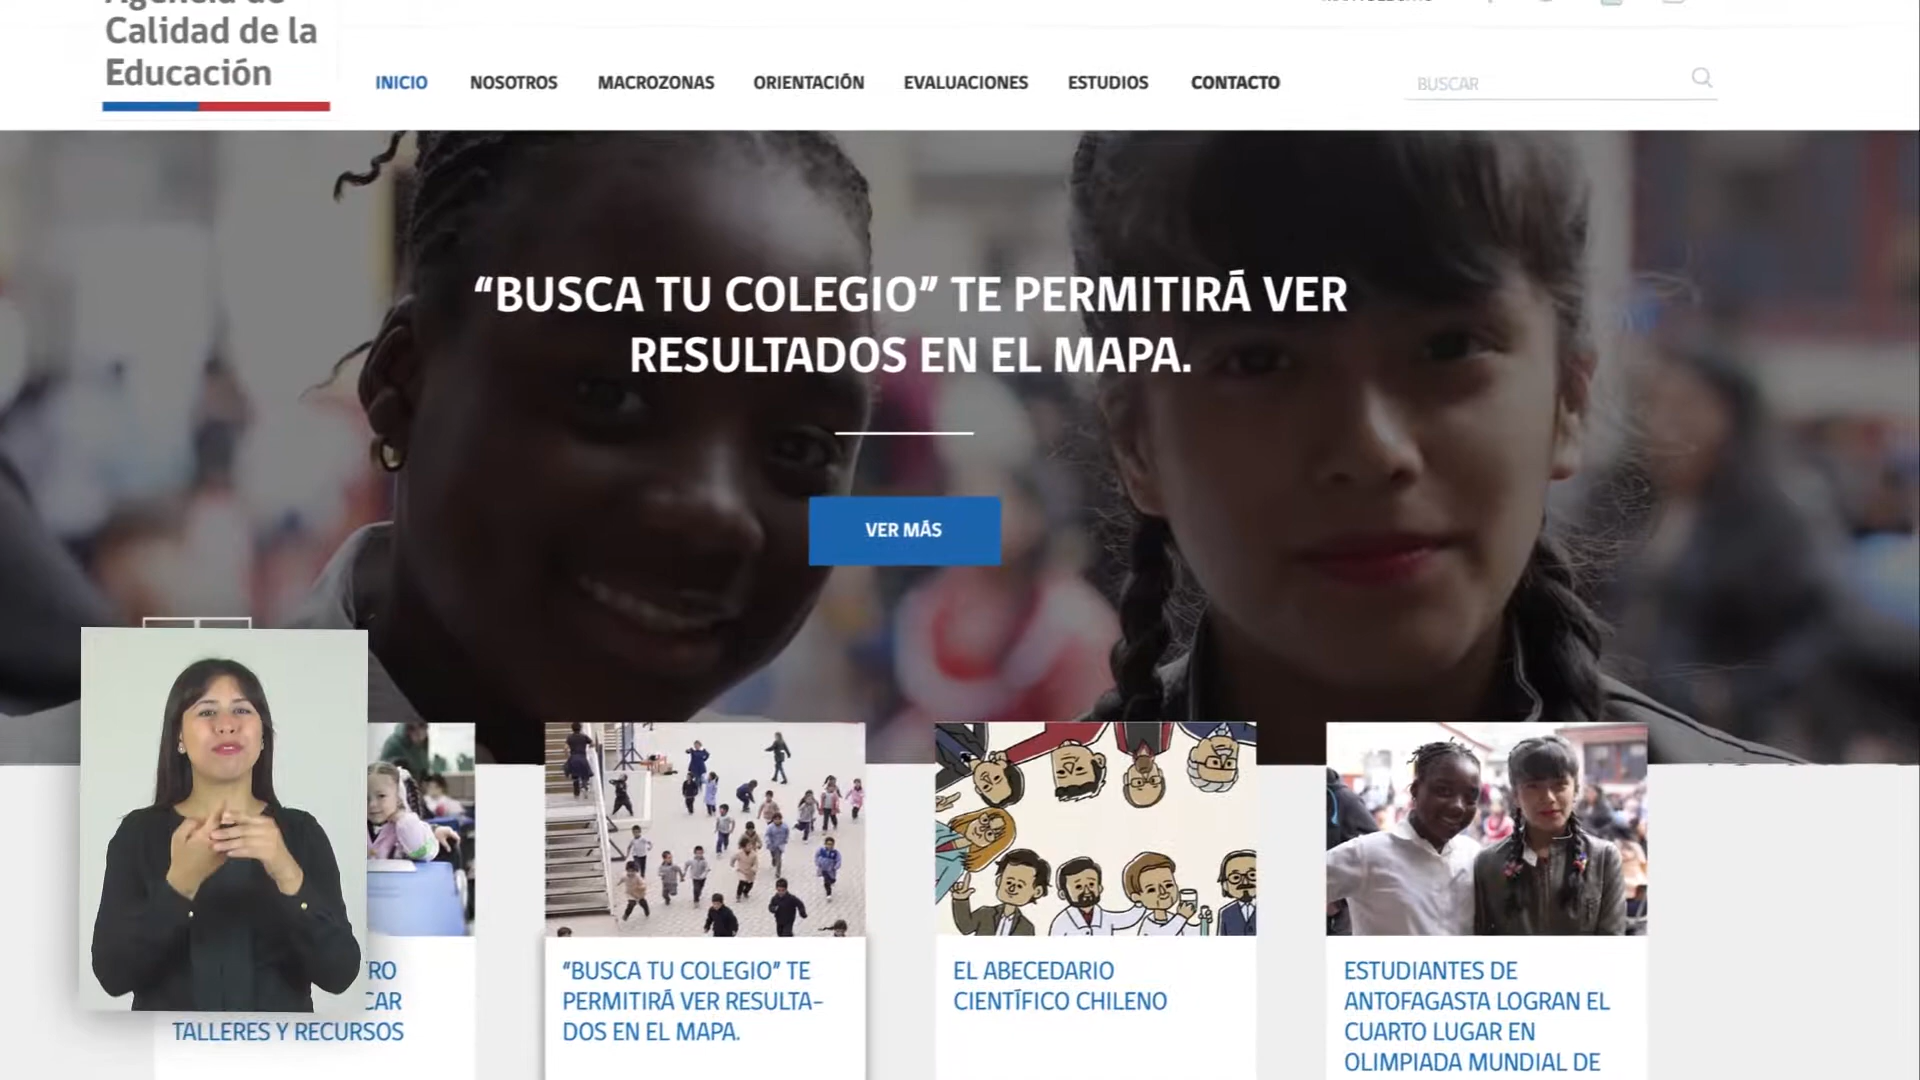 Calidad de la
Educación
INICIO
NOSOTROS
MACROZONAS
ORIENTACIÓN
EVALUACIONES
ESTUDIOS
CONTACTO
BUSCAR
“BUSCA TU COLEGIO” TE PERMITIRÁ VER
RESULTADOS EN EL MAPA.
VER MÁS
TALLERES Y RECURSOS
“BUSCA TU COLEGIO” TE
PERMITIRÁ VER RESULTA-
DOS EN EL MAPA.
EL ABECEDARIO
CIENTÍFICO CHILENO
ESTUDIANTES DE
ANTOFAGASTA LOGRAN EL
CUARTO LUGAR EN
OLIMPIADA MUNDIAL DE